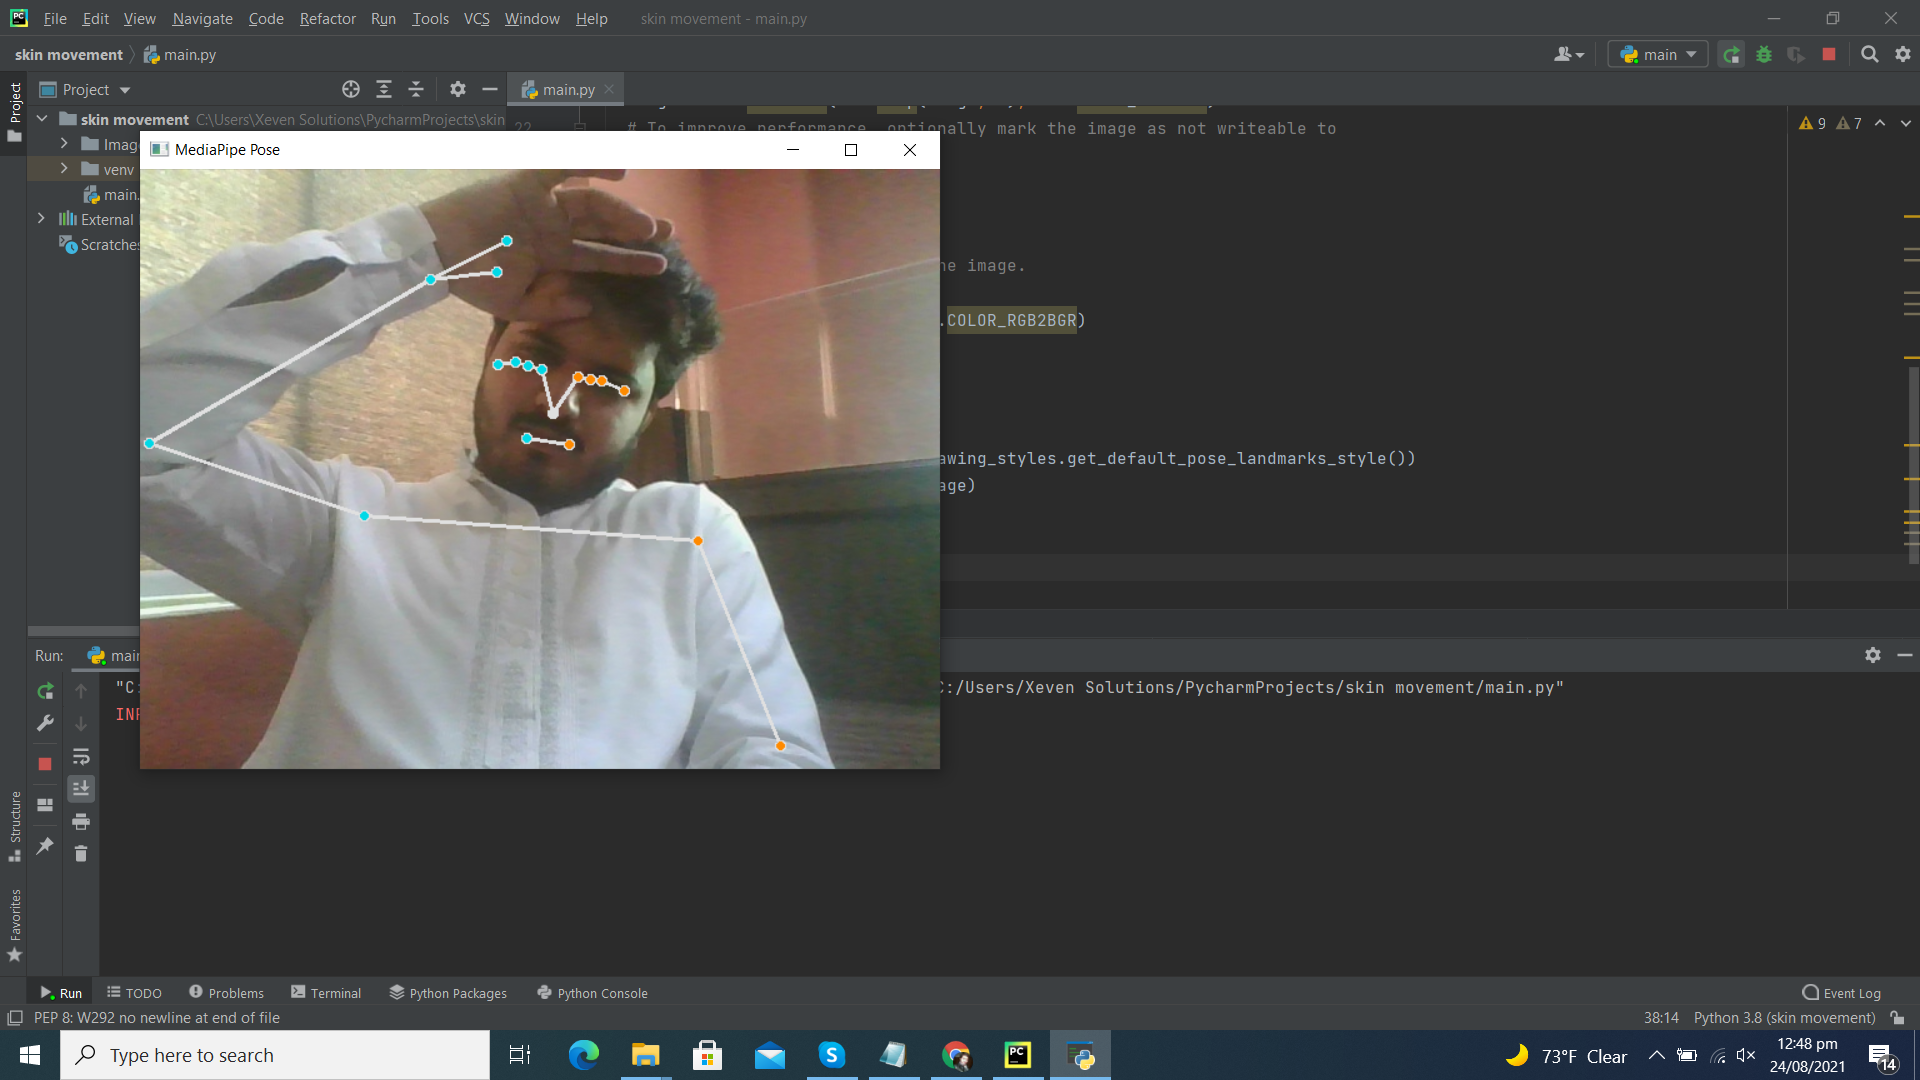 File Edit View Navigate Code Refactor Run Tools VCS Window Help skin movement - main.py
skin movement main.py main
Project main.py
Project
skin movement C:\Users\Xeven Solutions\PycharmProjects\skin 22
# To improve performance, optionally mark the image as not writeable to
9 7
MediaPipe Pose
venv
main.
External
Scratches
he image.
.COLOR_RGB2BGR)
awing_styles.get_default_pose_landmarks_style())
age)
Run: main
"C: C:/Users/Xeven Solutions/PycharmProjects/skin movement/main.py"
Structure
Favorites
Run TODO Problems Terminal Python Packages Python Console Event Log
PEP 8: W292 no newline at end of file 38:14 Python 3.8 (skin movement)
Type here to search 73°F Clear 12:48 pm
24/08/2021
14